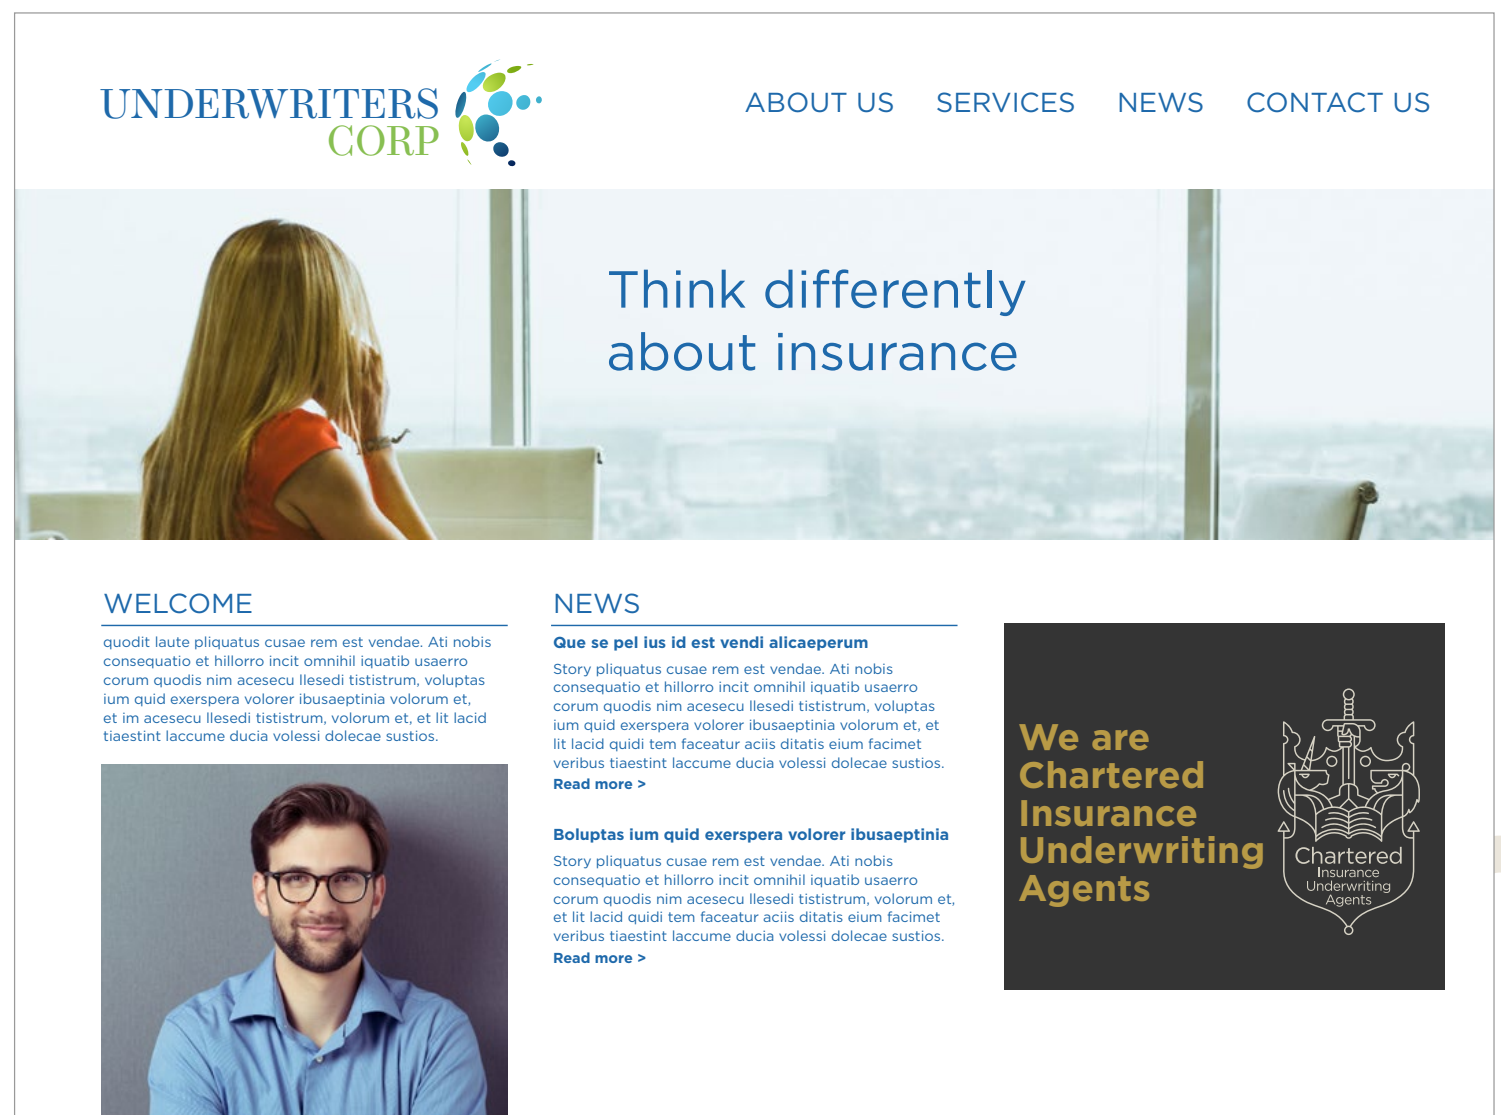 UNDERWRITERS
CORP
ABOUT US SERVICES NEWS CONTACT US
Think differently
about insurance
WELCOME
quodit laute pliquatus cusae rem est vendae. Ati nobis
consequatio et hillorro incit omnihil iquatib usaerro
corum quodis nim acesecu llesedi tististrum, voluptas
ium quid exerspera volorer ibusaeptinia volorum et,
et im acesecu llesedi tististrum, volorum et, et lit lacid
tiaestint laccume ducia volessi dolecae sustios.
NEWS
Que se pel ius id est vendi alicaeperum
Story pliquatus cusae rem est vendae. Ati nobis
consequatio et hillorro incit omnihil iquatib usaerro
corum quodis nim acesecu llesedi tististrum, voluptas
ium quid exerspera volorer ibusaeptinia volorum et, et
lit lacid quidi tem faceatur aciis ditatis eium facimet
veribus tiaestint laccume ducia volessi dolecae sustios.
Read more >
Boluptas ium quid exerspera volorer ibusaeptinia
Story pliquatus cusae rem est vendae. Ati nobis
consequatio et hillorro incit omnihil iquatib usaerro
corum quodis nim acesecu llesedi tististrum, volorum et,
et lit lacid quidi tem faceatur aciis ditatis eium facimet
veribus tiaestint laccume ducia volessi dolecae sustios.
Read more >
We are
Chartered
Insurance
Underwriting
Agents
Chartered
Insurance
Underwriting
Agents